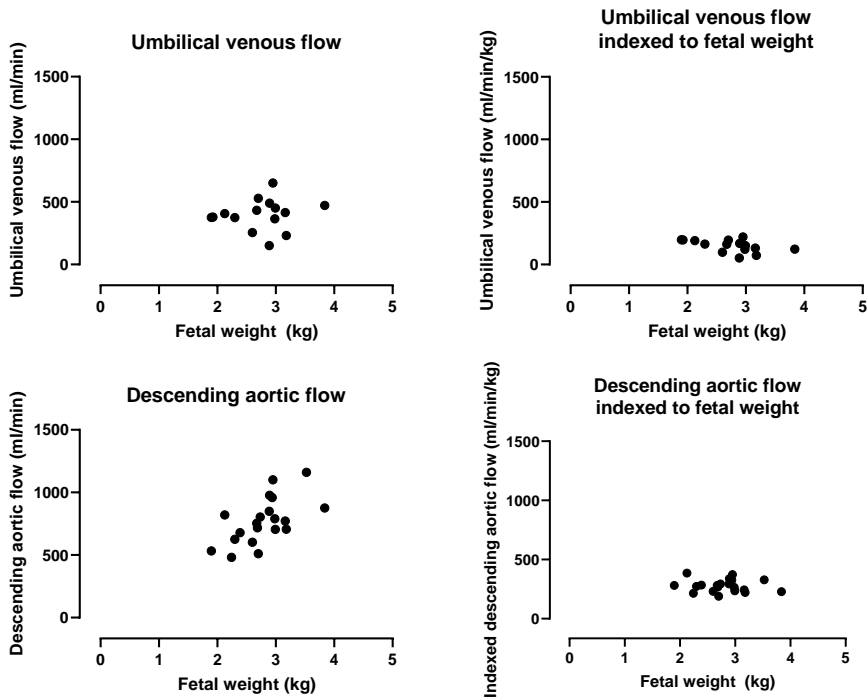 Umbilical venous flow
Umbilical venous flow (ml/min)
1500
1000
500
0
0 1 2 3 4 5
Fetal weight (kg)
Umbilical venous flow
indexed to fetal weight
Umbilical venous flow (ml/min/kg)
1500
1000
500
0
0 1 2 3 4 5
Fetal weight (kg)
Descending aortic flow
Descending aortic flow (ml/min)
1500
1000
500
0
0 1 2 3 4 5
Fetal weight (kg)
Descending aortic flow
indexed to fetal weight
Indexed descending aortic flow (ml/min/kg)
1500
1000
500
0
0 1 2 3 4 5
Fetal weight (kg)